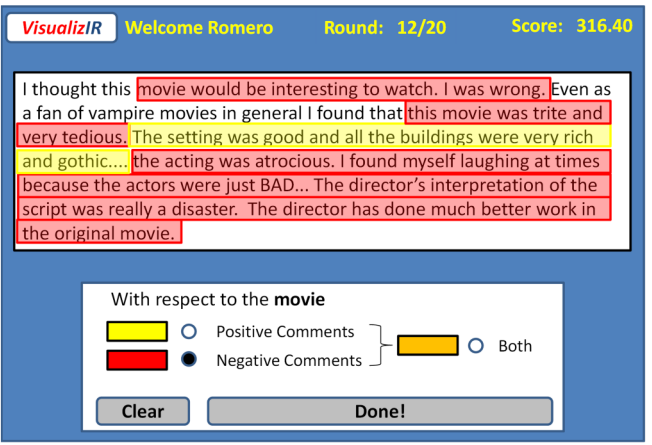 VisualizIR Welcome Romero Round: 12/20 Score: 316.40
I thought this movie would be interesting to watch. I was wrong. Even as
a fan of vampire movies in general I found that this movie was trite and
very tedious. The setting was good and all the buildings were very rich
and gothic.... the acting was atrocious. I found myself laughing at times
because the actors were just BAD... The director's interpretation of the
script was really a disaster. The director has done much better work in
the original movie.
With respect to the movie
Positive Comments
Both
Negative Comments
Clear Done!